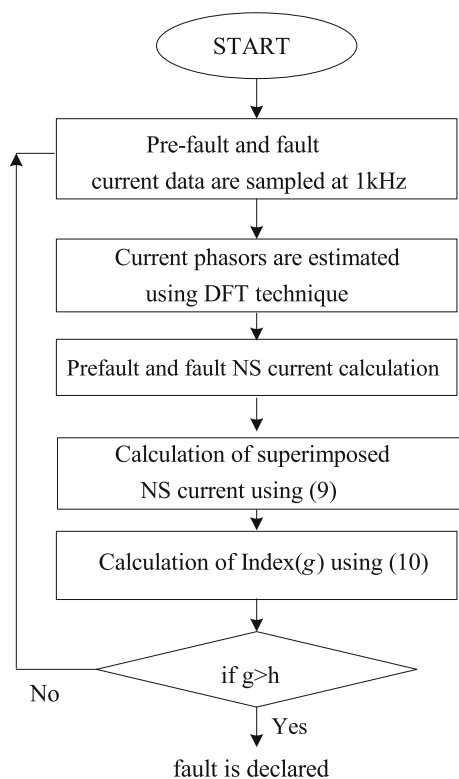 START
Pre-fault and fault
current data are sampled at 1kHz
Current phasors are estimated
using DFT technique
Prefault and fault NS current calculation
Calculation of superimposed
NS current using (9)
Calculation of Index(g) using (10)
if g>h
No
Yes
fault is declared